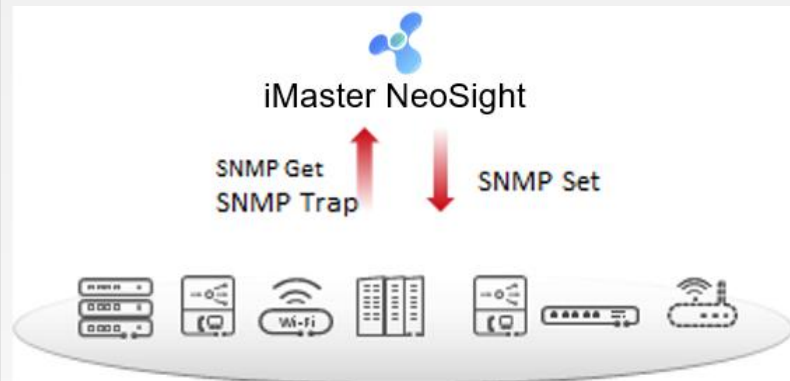 iMaster NeoSight
SNMP Get
SNMP Trap
SNMP Set
Wi-Fi